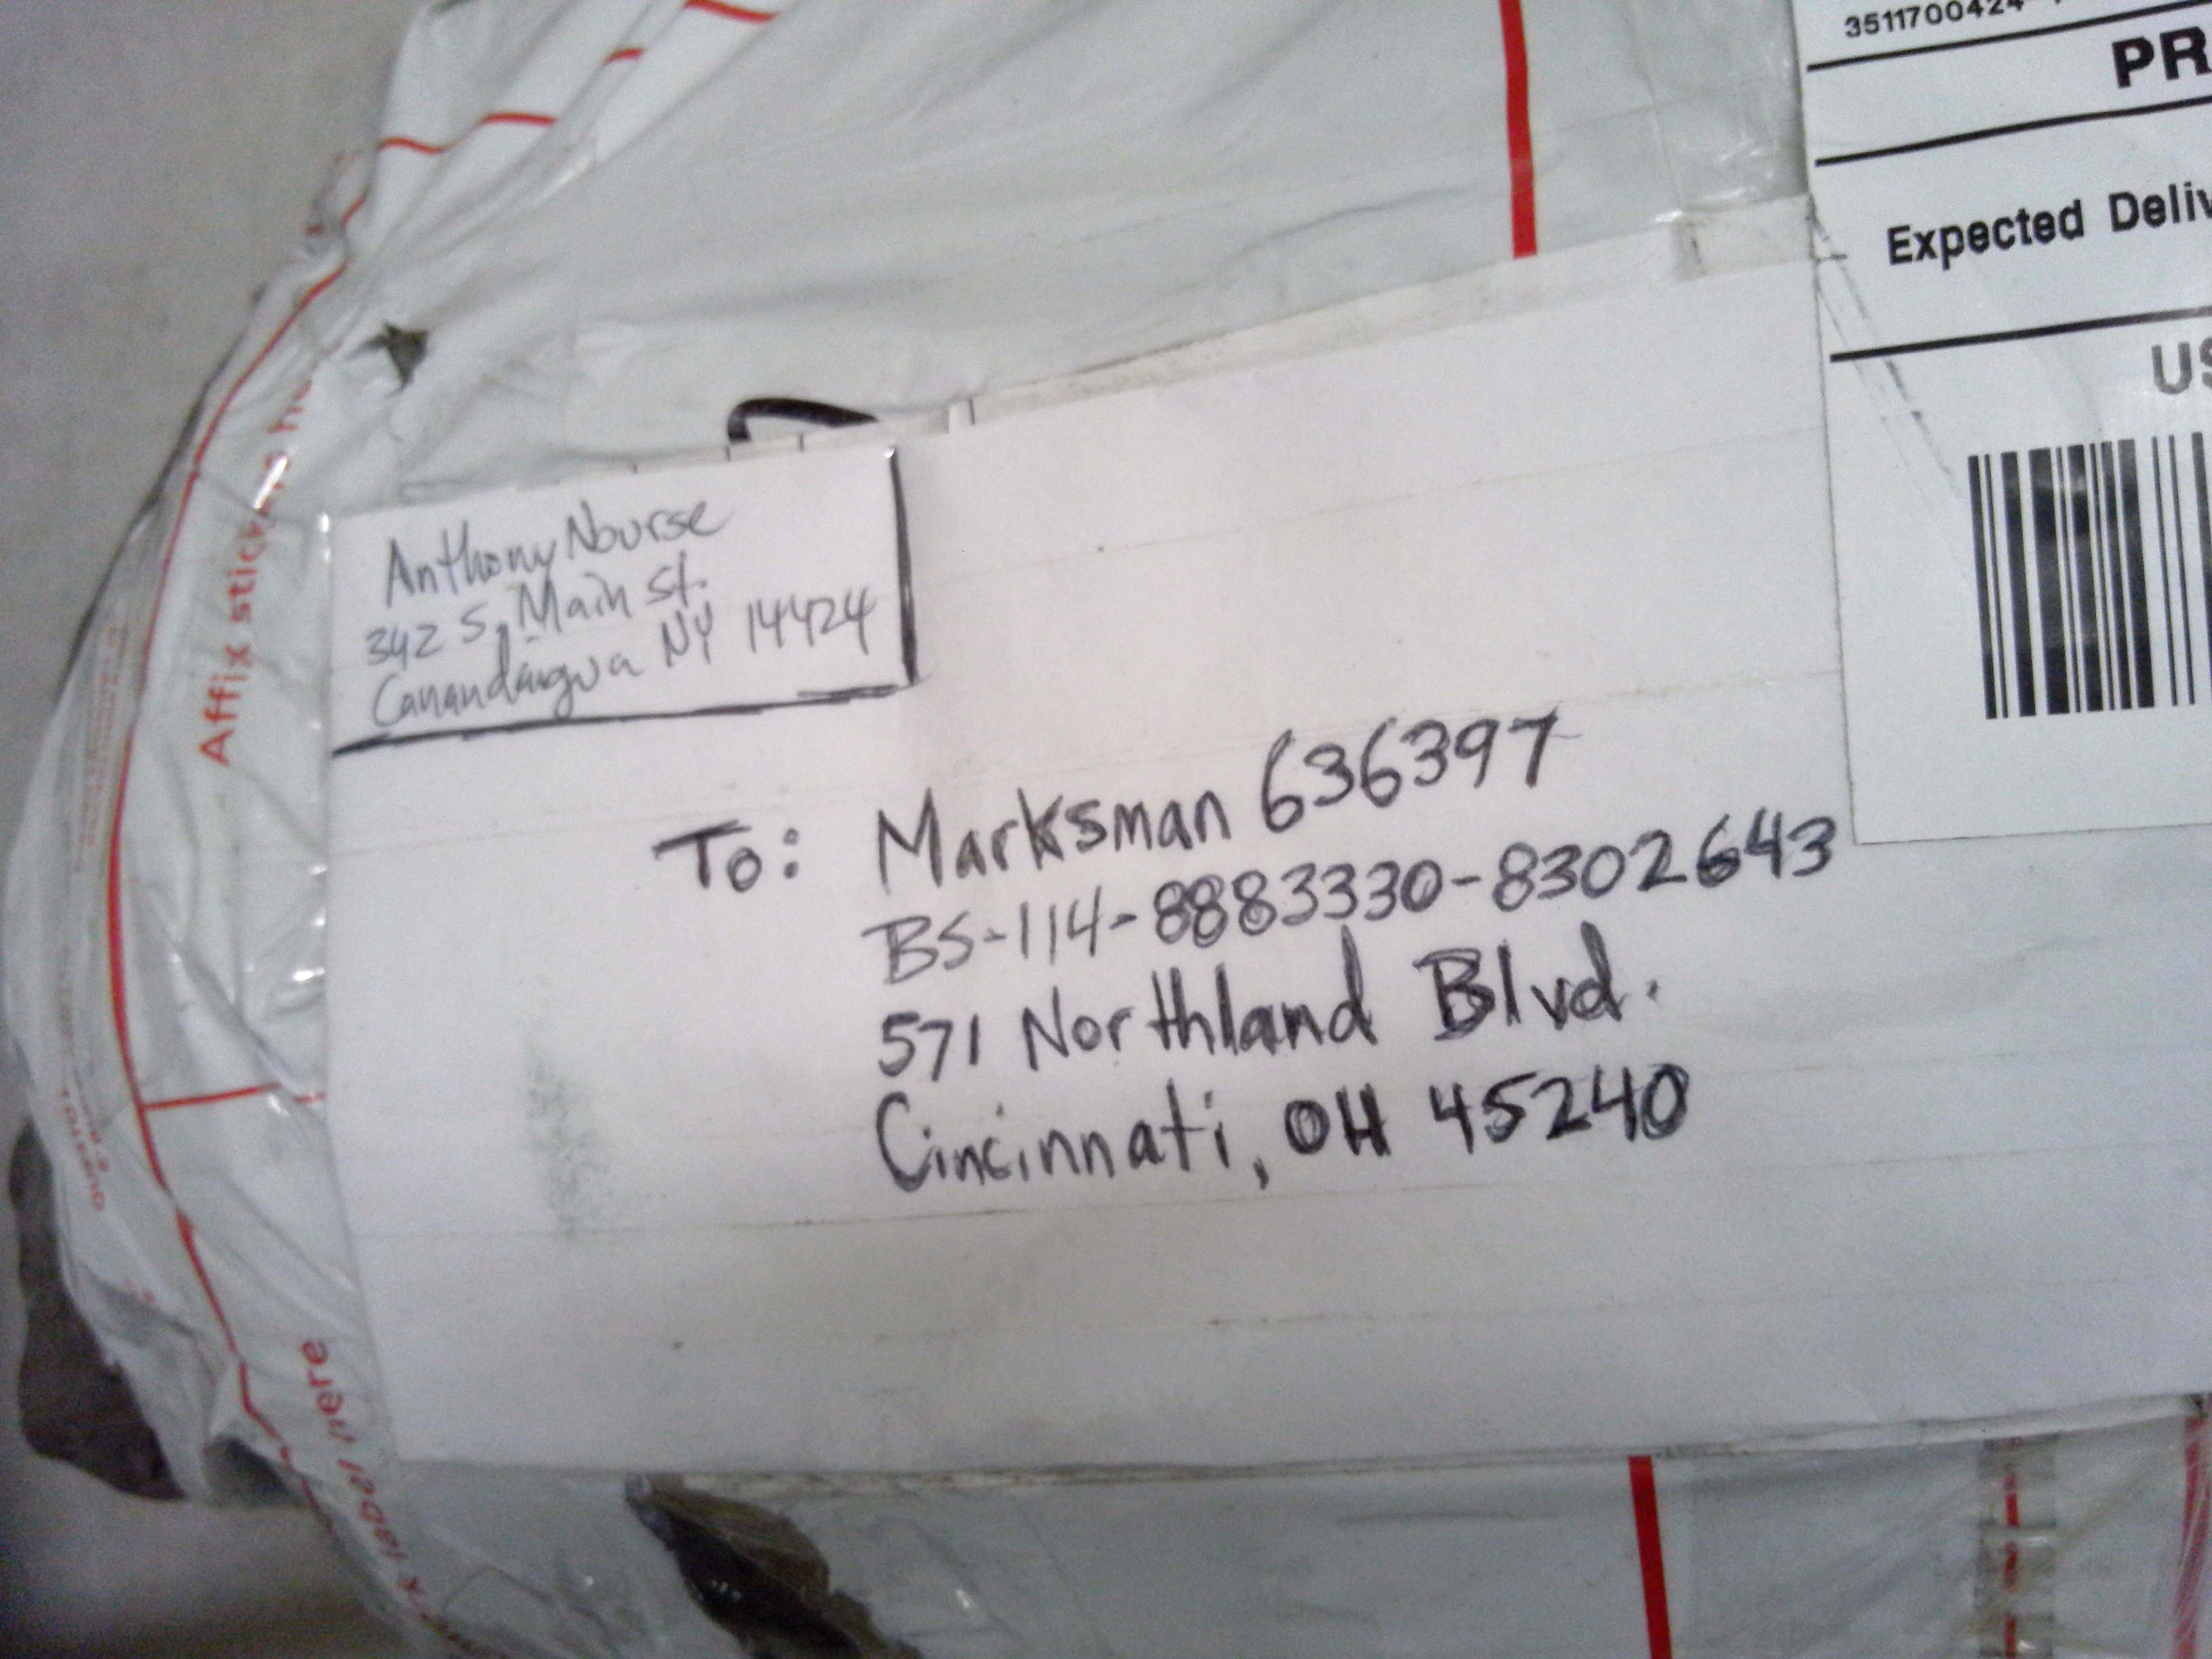 3511700424
PR
Expected Deliv
US
Affix sticker
Anthony Nourse
342 S. Main St.
Canandaigua NY 14424
To: Marksman 636397
BS-114-8883330-8302643
571 Northland Blvd.
Cincinnati, OH 45240
label here